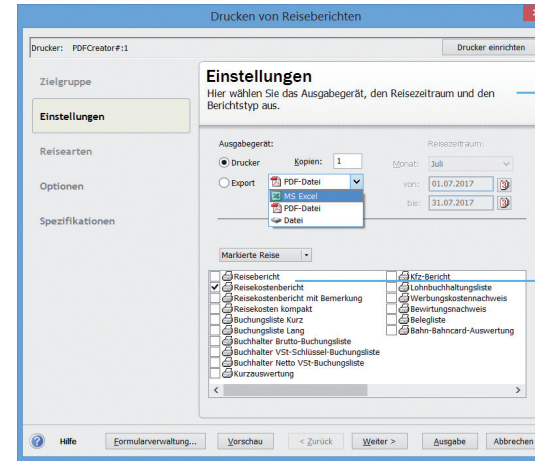 Drucken von Reiseberichten
Drucker: PDFCreator#:1
Drucker einrichten
Zielgruppe
Einstellungen
Reisearten
Optionen
Spezifikationen
Einstellungen
Hier wählen Sie das Ausgabegerät, den Reisezeitraum und den
Berichtstyp aus.
Ausgabegerät:
Reisezeitraum:
Drucker
Kopien: 1
Monat: Juli
Export
PDF-Datei
von: 01.07.2017
MS Excel
PDF-Datei
Datei
bis: 31.07.2017
Markierte Reise
Reisebericht
Reisekostenbericht
Reisekostenbericht mit Bemerkung
Reisekosten kompakt
Buchungsliste Kurz
Buchungsliste Lang
Buchhalter Brutto-Buchungsliste
Buchhalter VSt-Schlüssel-Buchungsliste
Buchhalter Netto VSt-Buchungsliste
Kurzauswertung
Kfz-Bericht
Lohnbuchhaltungsliste
Werbungskostennachweis
Bewirtungsnachweis
Belegliste
Bahn-Bahncard-Auswertung
Hilfe
Formularverwaltung...
Vorschau
< Zurück
Weiter >
Ausgabe
Abbrechen